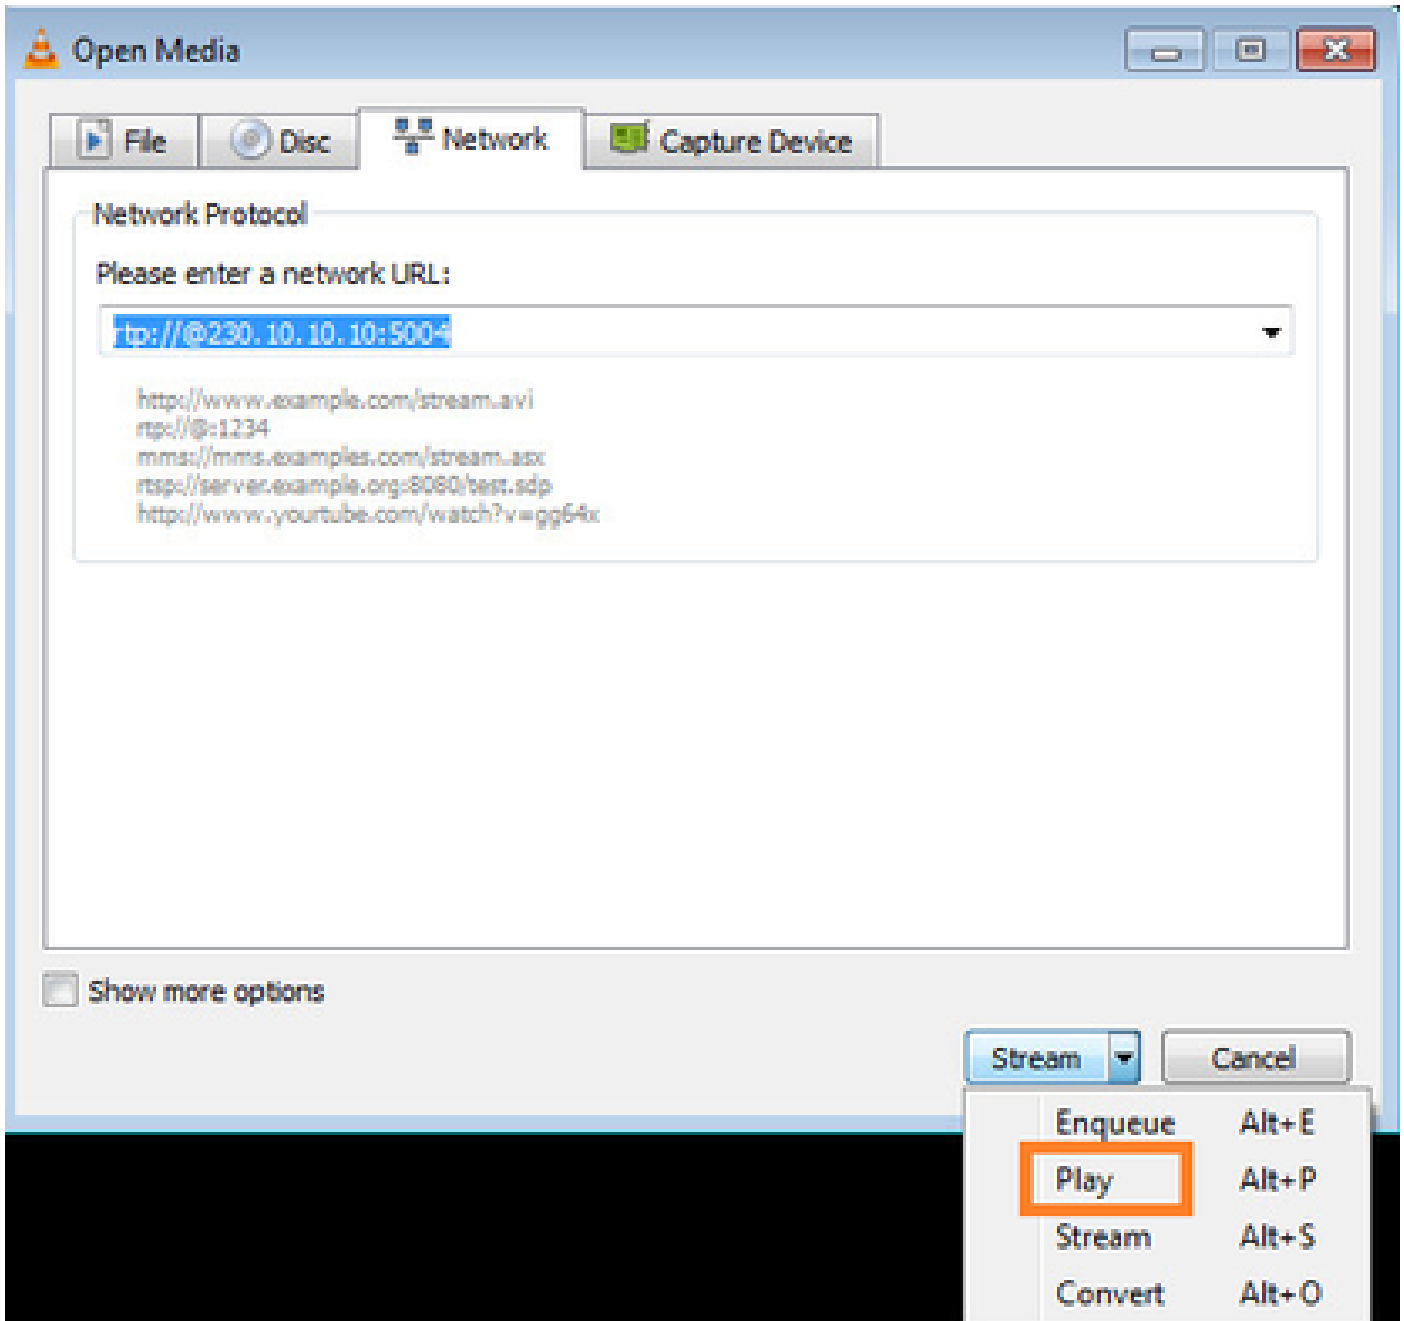 Open Media
File Disc Network Capture Device
Network Protocol
Please enter a network URL:
rtp://@230.10.10.10:5004
http://www.example.com/stream.avi
rtp://@:1234
mms://mms.examples.com/stream.asx
rtsp://server.example.org:8080/test.sdp
http://www.yourtube.com/watch?v=gg64x
Show more options
Stream Cancel
Enqueue Alt+E
Play Alt+P
Stream Alt+S
Convert Alt+O